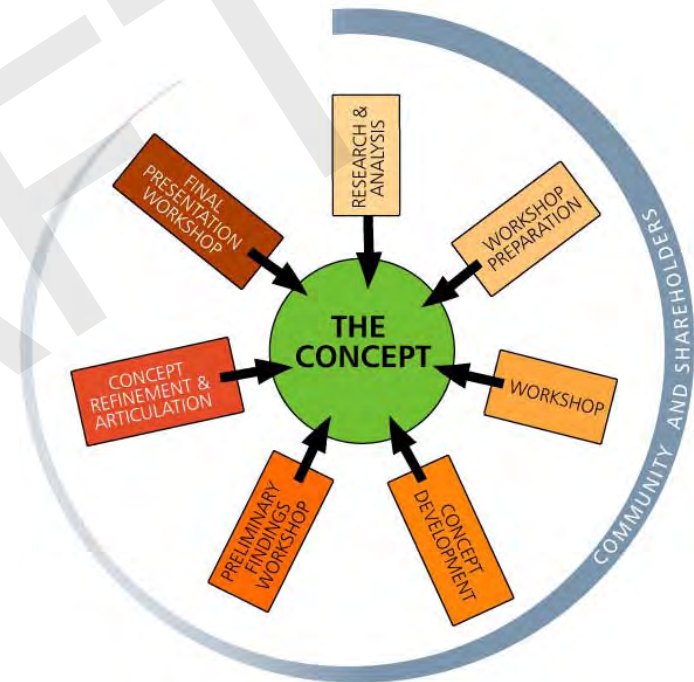 RESEARCH &
ANALYSIS
WORKSHOP
PREPARATION
WORKSHOP
CONCEPT
DEVELOPMENT
PRELIMINARY
FINDINGS
WORKSHOP
CONCEPT
REFINEMENT &
ARTICULATION
FINAL
PRESENTATION
WORKSHOP
THE
CONCEPT
COMMUNITY AND SHAREHOLDERS